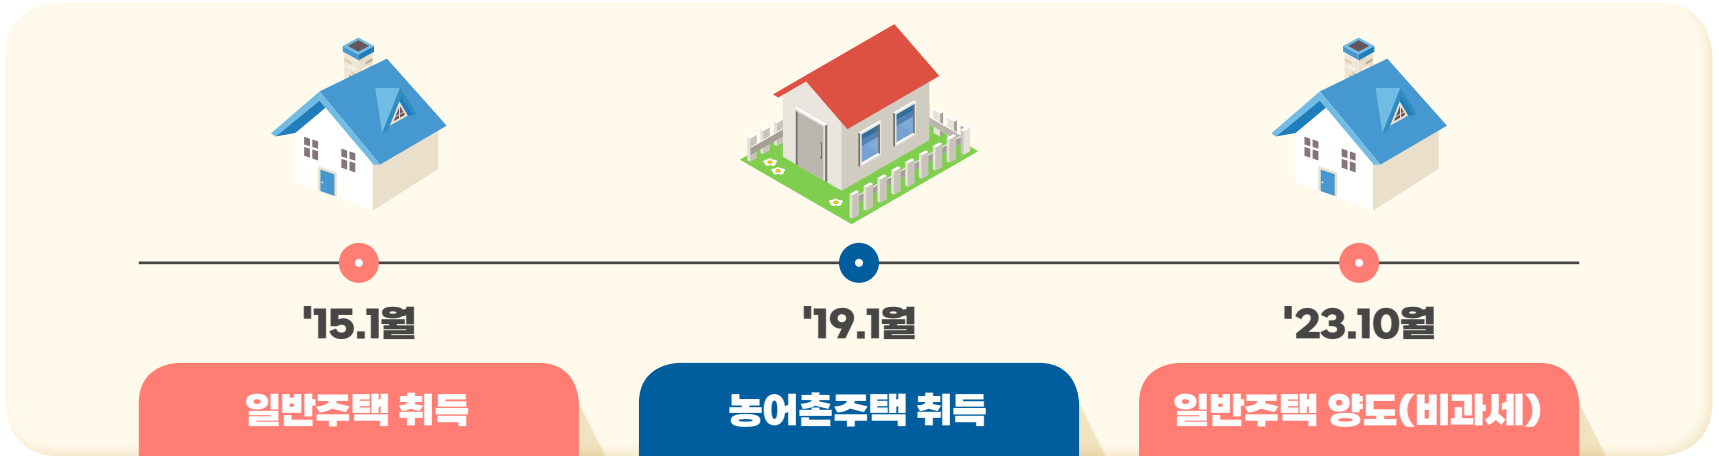 '15.1월
'19.1월
'23.10월
일반주택 취득
농어촌주택 취득
일반주택 양도(비과세)